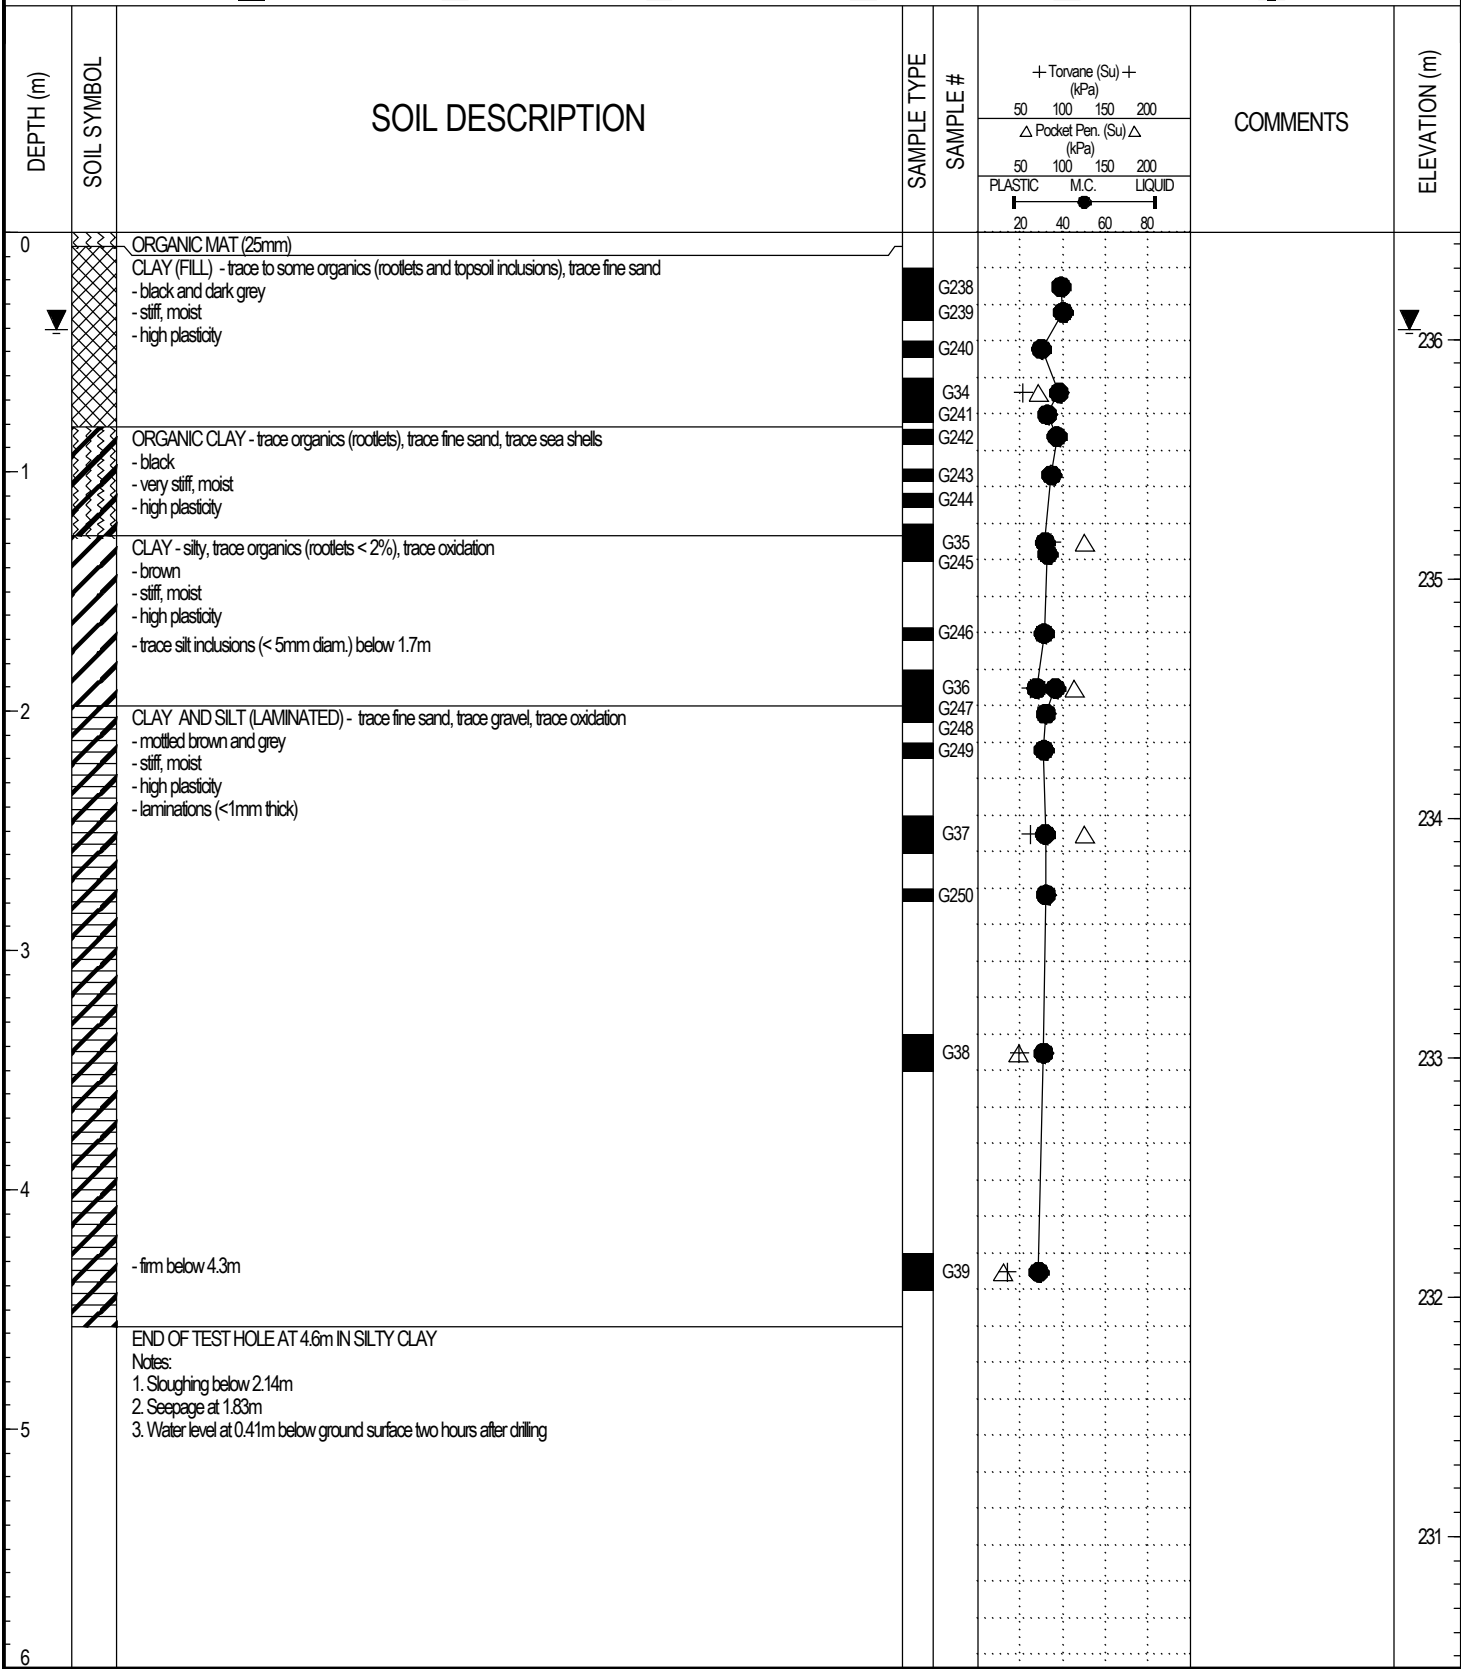 DEPTH (m)
SOIL SYMBOL
SOIL DESCRIPTION
SAMPLE TYPE
SAMPLE #
+ Torvane (Su) +
(kPa)
50 100 150 200
△ Pocket Pen. (Su) △
(kPa)
50 100 150 200
PLASTIC M.C. LIQUID
20 40 60 80
COMMENTS
ELEVATION (m)
0
ORGANIC MAT (25mm)
CLAY (FILL) - trace to some organics (rootlets and topsoil inclusions), trace fine sand
- black and dark grey
G238
- stiff, moist
G239
- high plasticity
236
G240
G34
G241
ORGANIC CLAY - trace organics (rootlets), trace fine sand, trace sea shells
G242
- black
1
G243
- very stiff, moist
G244
- high plasticity
G35
CLAY - silty, trace organics (rootlets < 2%), trace oxidation
G245
- brown
235
- stiff, moist
- high plasticity
G246
- trace silt inclusions (< 5mm diam.) below 1.7m
G36
G247
2
CLAY AND SILT (LAMINATED) - trace fine sand, trace gravel, trace oxidation
G248
- mottled brown and grey
G249
- stiff, moist
- high plasticity
- laminations (<1mm thick)
234
G37
G250
3
G38
233
4
- firm below 4.3m
G39
232
END OF TEST HOLE AT 4.6m IN SILTY CLAY
Notes:
1. Sloughing below 2.14m
2. Seepage at 1.83m
3. Water level at 0.41m below ground surface two hours after drilling
5
231
6